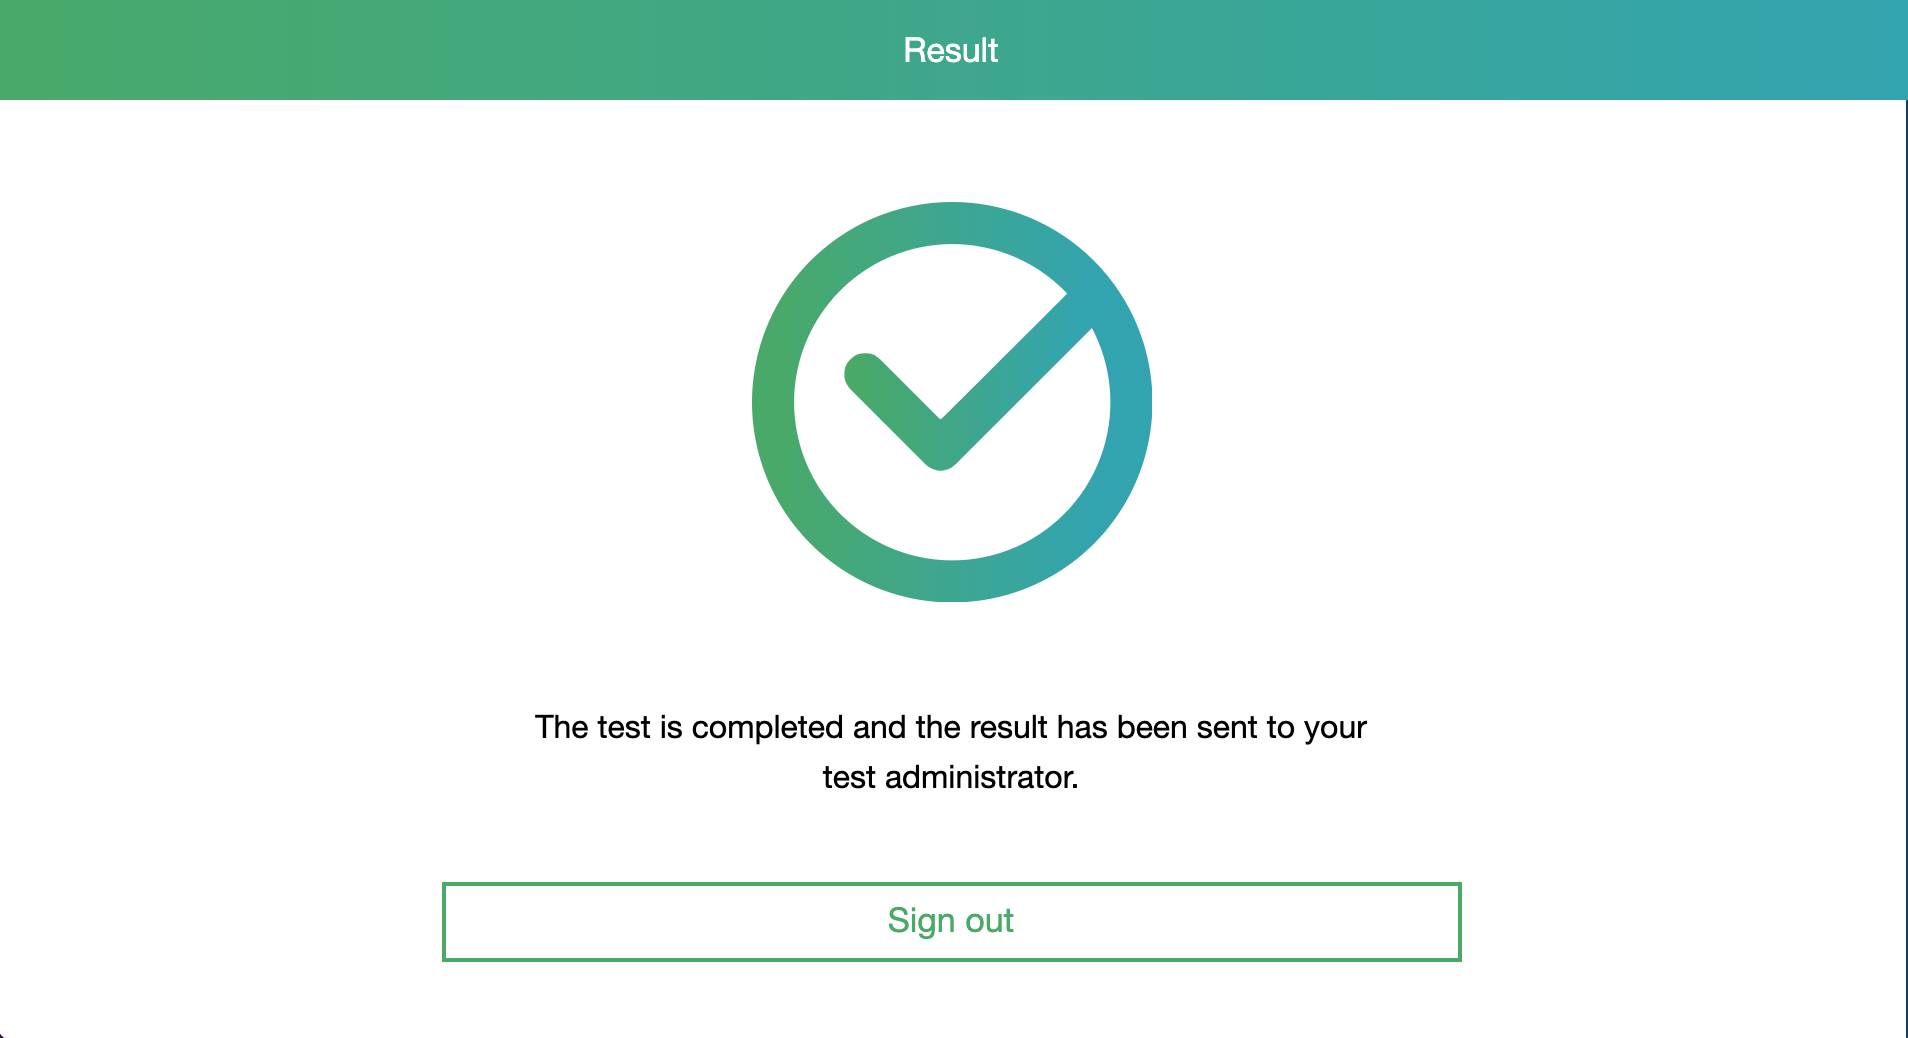 Result
The test is completed and the result has been sent to your
test administrator.
Sign out